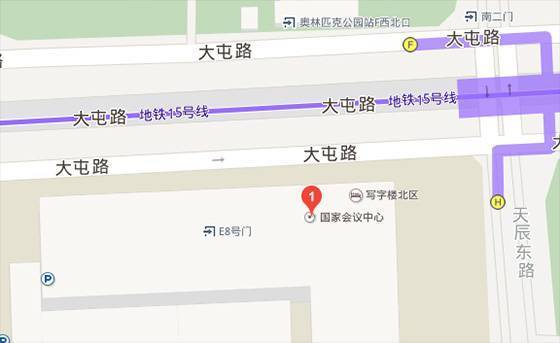 奥林匹克公园站F西北口
南二门
F
大屯路
大屯路
大屯路
地铁15号线
大屯路
地铁15号线
大屯路
大屯路
大
1
写字楼北区
国家会议中心
H
E8号门
天辰东路
P
P